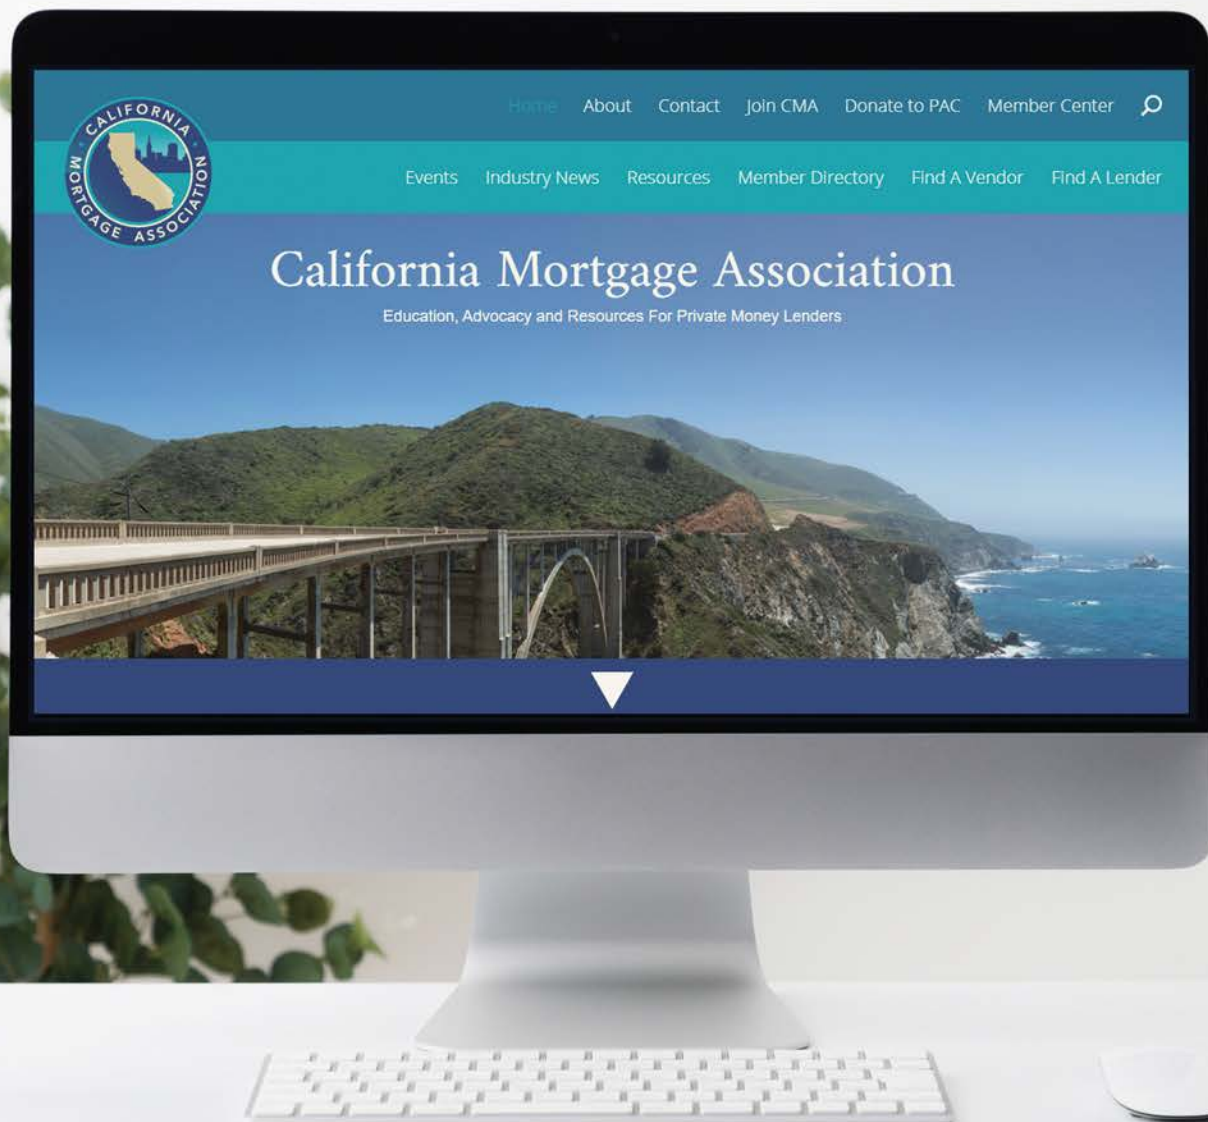 Home About Contact Join CMA Donate to PAC Member Center
CALIFORNIA
MORTGAGE ASSOCIATION
Events Industry News Resources Member Directory Find A Vendor Find A Lender
California Mortgage Association
Education, Advocacy and Resources For Private Money Lenders